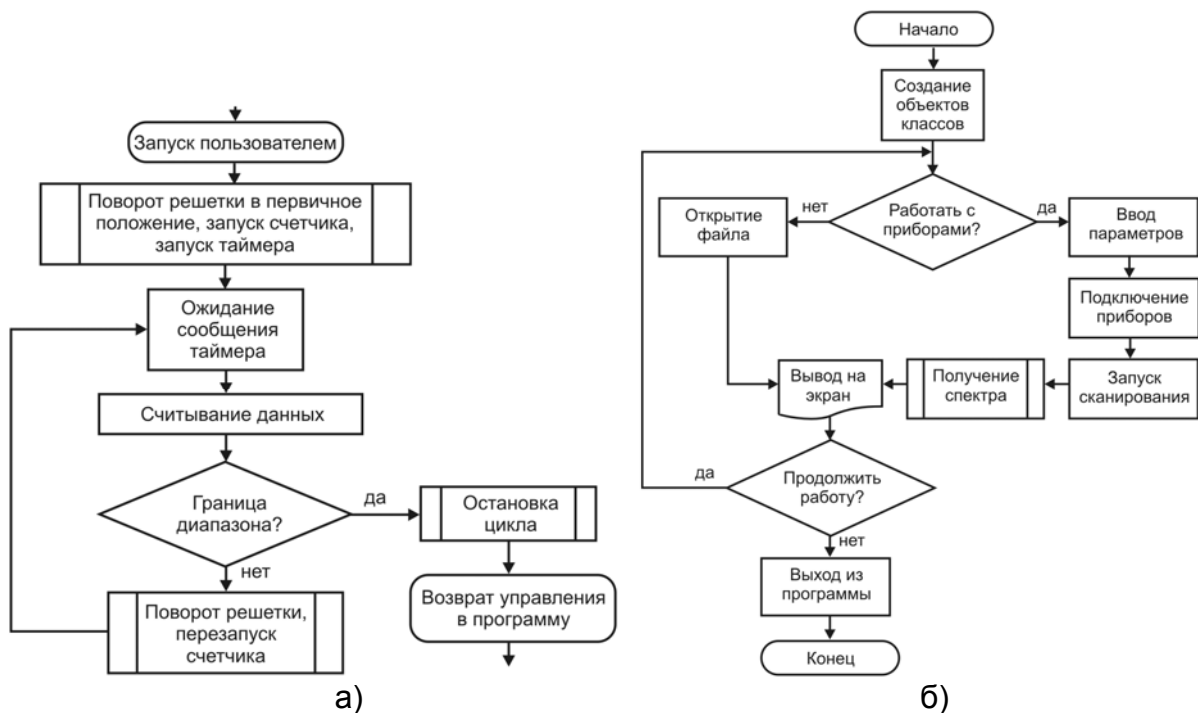 Запуск пользователем
Поворот решетки в первичное
положение, запуск счетчика,
запуск таймера
Ожидание
сообщения
таймера
Считывание данных
Граница
диапазона?
да
Остановка
цикла
нет
Возврат управления
в программу
Поворот решетки,
перезапуск
счетчика
а)
Начало
Создание
объектов
классов
Работать с
приборами?
нет
да
Открытие
файла
Ввод
параметров
Подключение
приборов
Запуск
сканирования
Получение
спектра
Вывод на
экран
Продолжить
работу?
да
нет
Выход из
программы
Конец
б)